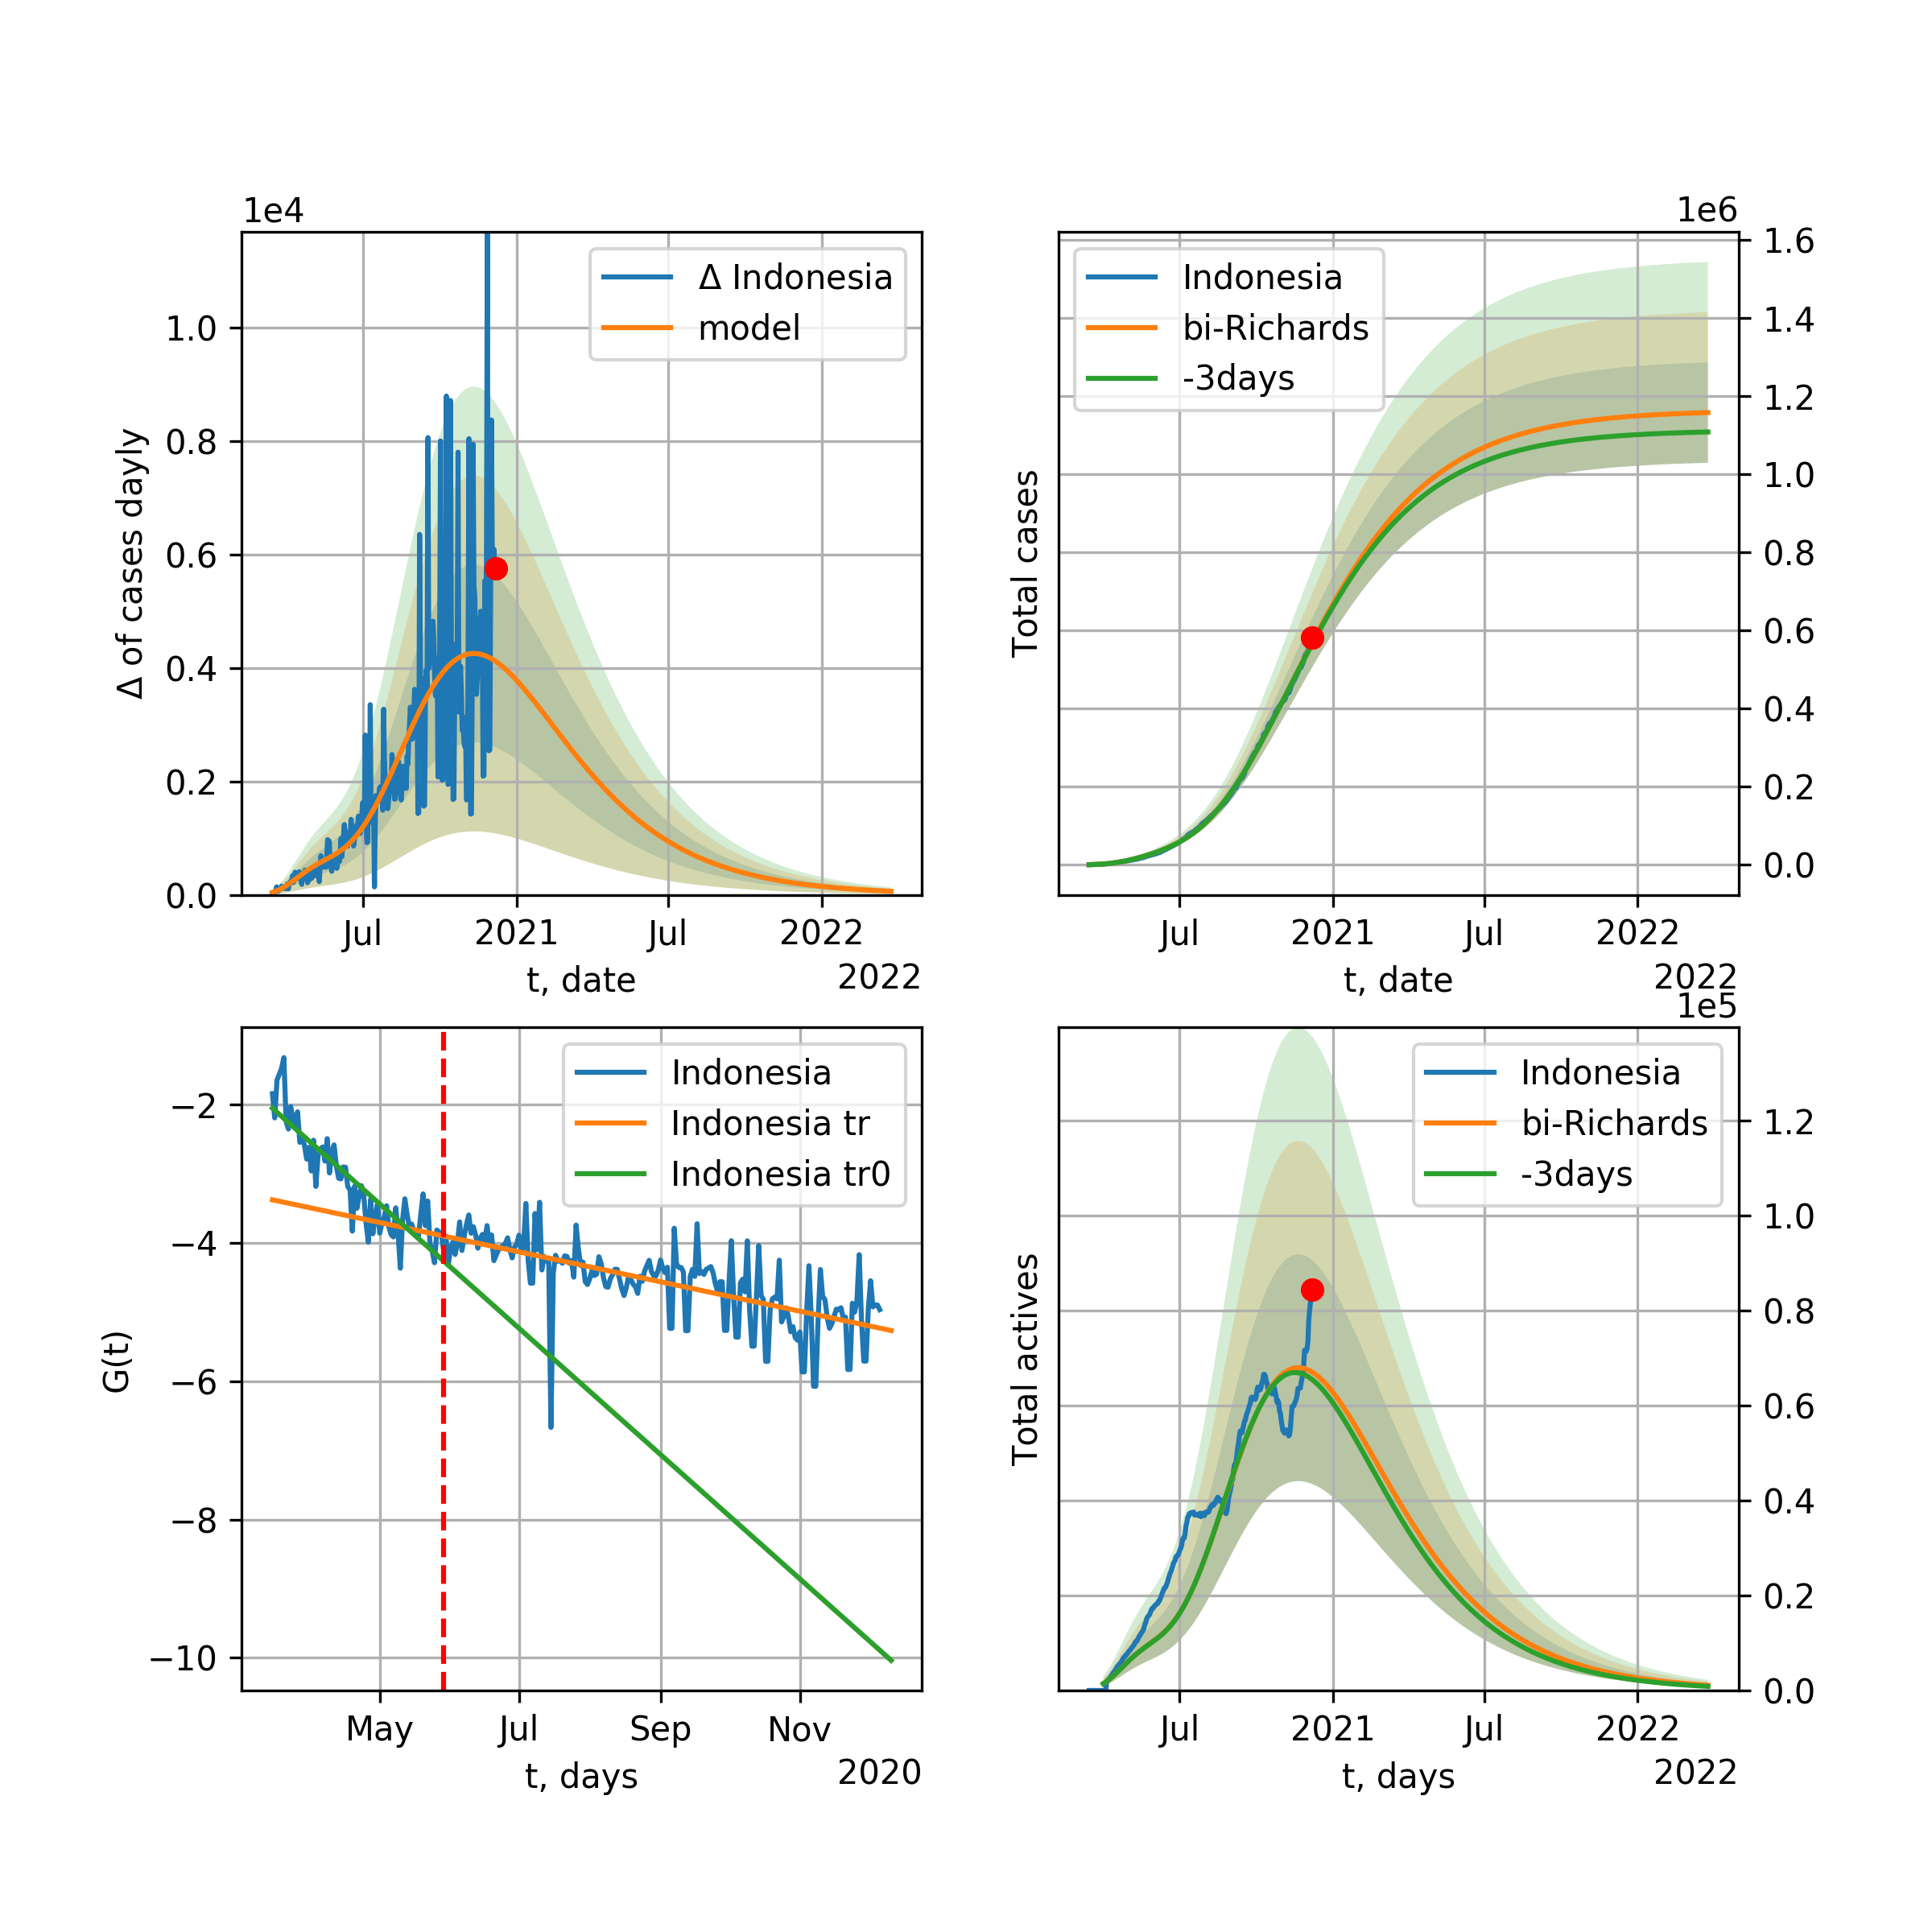 1e4
Δ of cases dayly
1.0
0.8
0.6
0.4
0.2
0.0
Δ Indonesia
model
Jul
2021
Jul
2022
t, date
2022
1e6
Total cases
Indonesia
bi-Richards
-3days
1.6
1.4
1.2
1.0
0.8
0.6
0.4
0.2
0.0
Jul
2021
Jul
2022
t, date
2022
G(t)
−2
−4
−6
−8
−10
Indonesia
Indonesia tr
Indonesia tr0
May
Jul
Sep
Nov
t, days
2020
1e5
Total actives
Indonesia
bi-Richards
-3days
1.2
1.0
0.8
0.6
0.4
0.2
0.0
Jul
2021
Jul
2022
t, days
2022